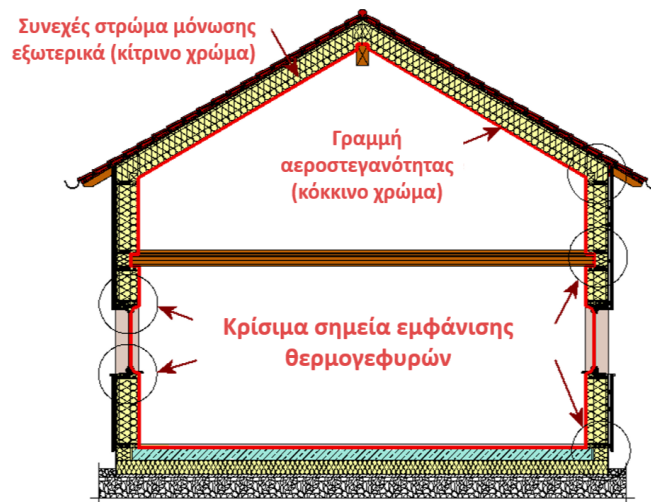 Συνεχές στρώμα μόνωσης
εξωτερικά (κίτρινο χρώμα)
Γραμμή
αεροστεγανότητας
(κόκκινο χρώμα)
Κρίσιμα σημεία εμφάνισης
θερμογεφυρών